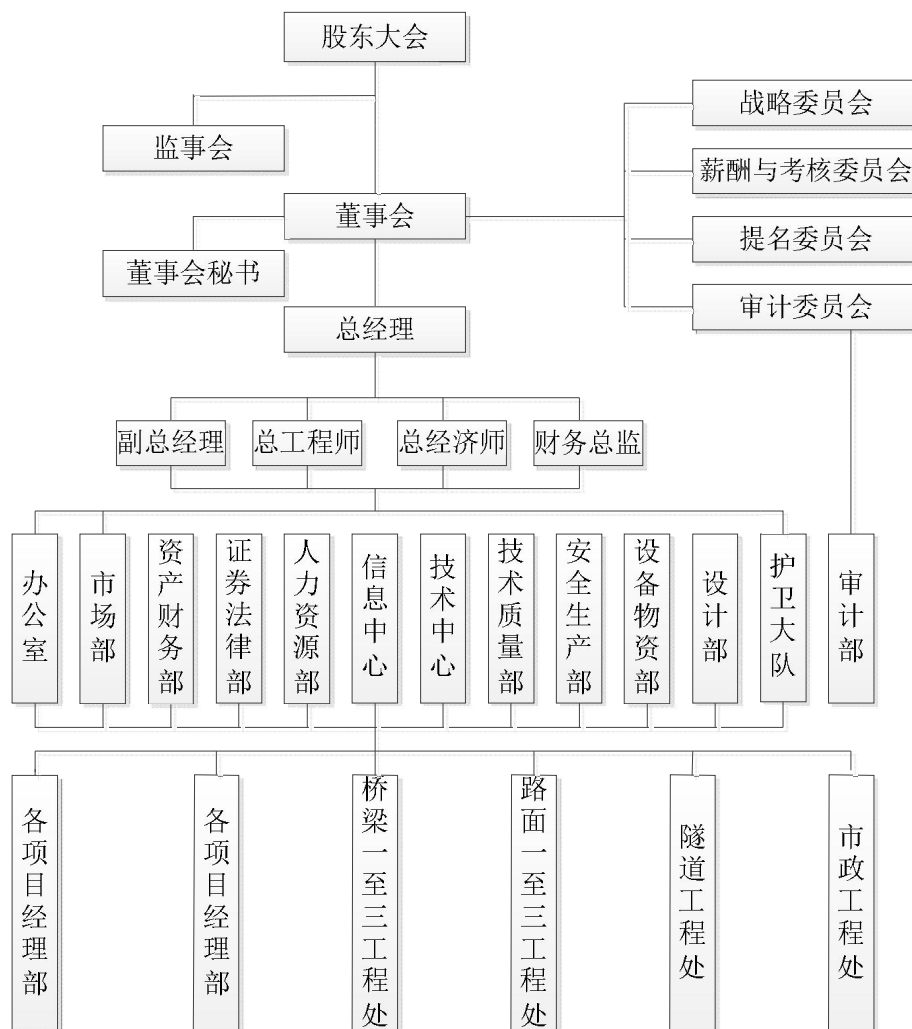 股东大会
战略委员会
监事会
薪酬与考核委员会
董事会
提名委员会
董事会秘书
审计委员会
总经理
副总经理
总工程师
总经济师
财务总监
办公室
市场部
资产财务部
证券法律部
人力资源部
信息中心
技术中心
技术质量部
安全生产部
设备物资部
设计部
护卫大队
审计部
各项目经理部
各项目经理部
桥梁一至三工程处
路面一至三工程处
隧道工程处
市政工程处